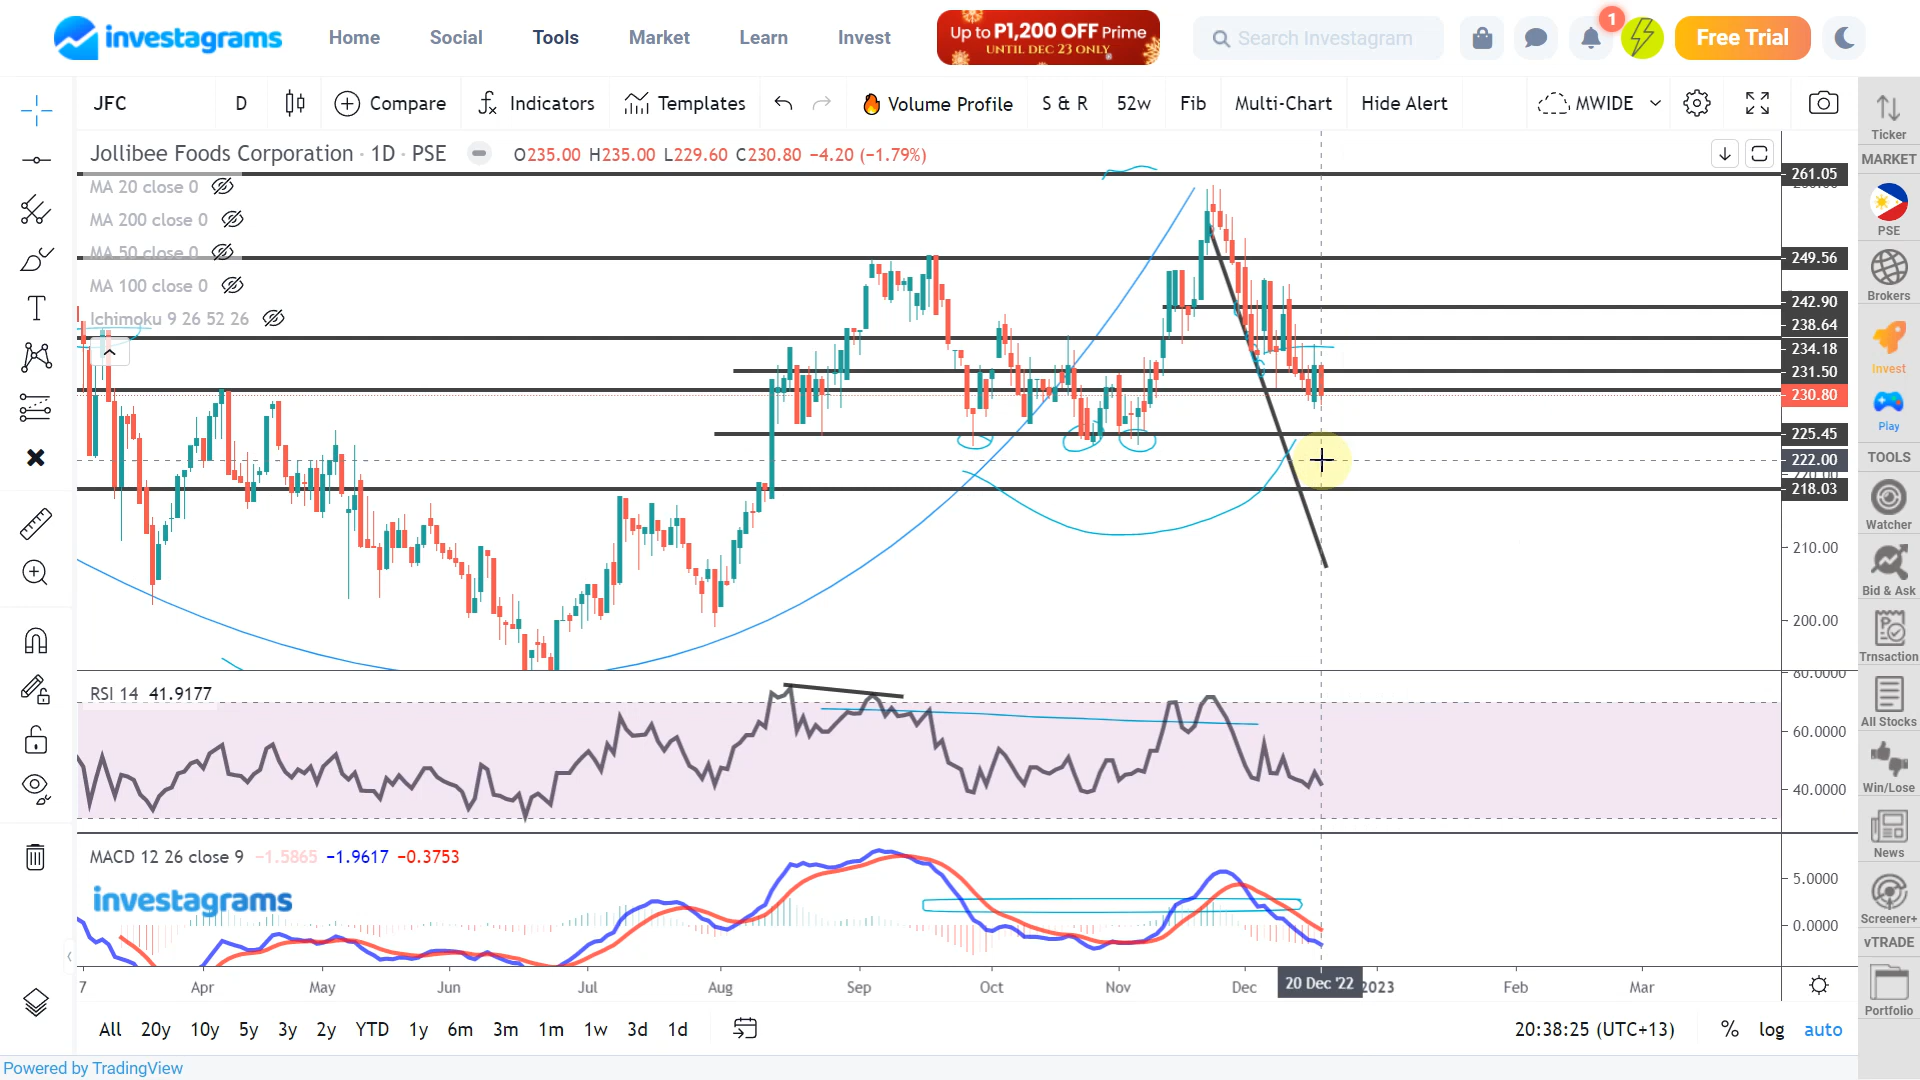 investagrams
Home Social Tools Market Learn Invest
Up to P1,200 OFF Prime
UNTIL DEC 23 ONLY
Search Investagram
1
Free Trial
JFC D Compare Indicators Templates Volume Profile S & R 52w Fib Multi-Chart Hide Alert MWIDE
Jollibee Foods Corporation · 1D · PSE O235.00 H235.00 L229.60 C230.80 −4.20 (−1.79%)
MA 20 close 0
MA 200 close 0
MA 50 close 0
MA 100 close 0
Ichimoku 9 26 52 26
261.05
249.56
242.90
238.64
234.18
231.50
230.80
225.45
222.00
218.03
210.00
200.00
RSI 14 41.9177
80.0000
60.0000
40.0000
MACD 12 26 close 9 −1.5865 −1.9617 −0.3753
investagrams
5.0000
0.0000
7 Apr May Jun Jul Aug Sep Oct Nov Dec 20 Dec '22 2023 Feb Mar
All 20y 10y 5y 3y 2y YTD 1y 6m 3m 1m 1w 3d 1d
20:38:25 (UTC+13) % log auto
Powered by TradingView
Ticker
MARKET
PSE
Brokers
Invest
Play
TOOLS
Watcher
Bid & Ask
Trnsaction
All Stocks
Win/Lose
News
Screener+
vTRADE
Portfolio